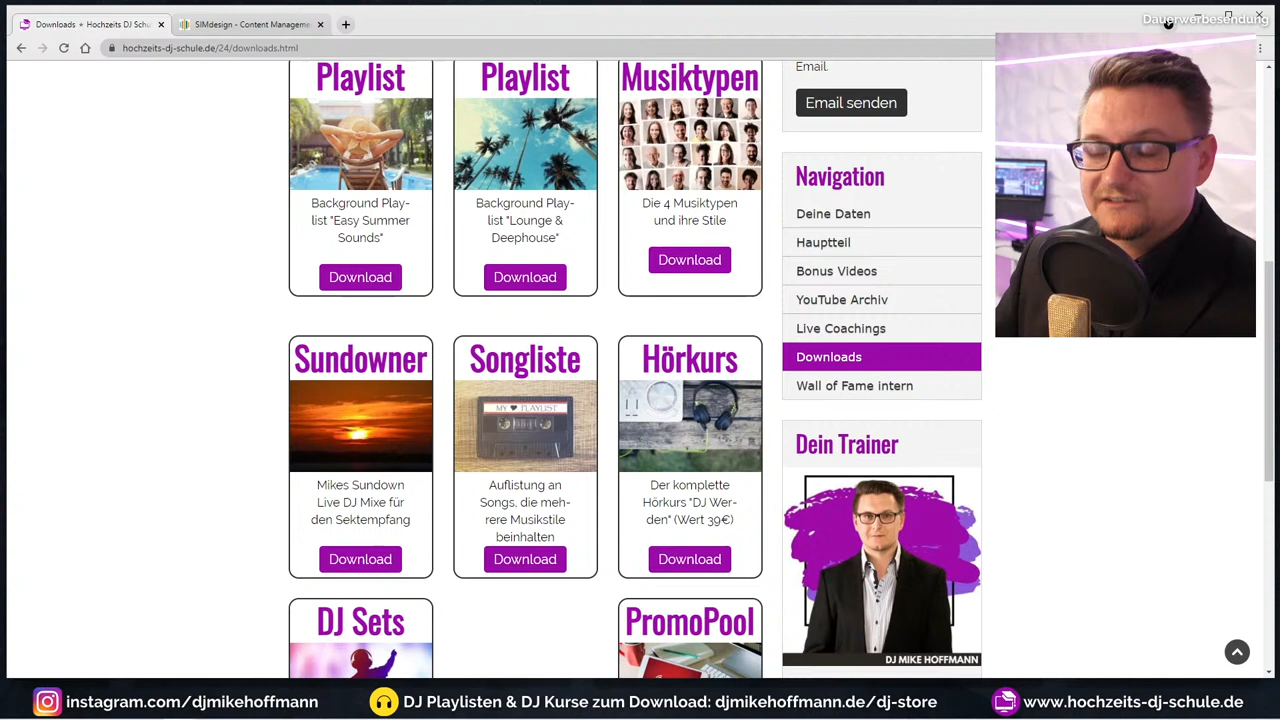 Downloads ★ Hochzeits DJ Schu
SIMdesign - Content Manageme
Dauerwerbesendung
hochzeits-dj-schule.de/24/downloads.html
Playlist
Playlist
Musiktypen
Background Play-
list "Easy Summer
Sounds"
Download
Background Play-
list "Lounge &
Deephouse"
Download
Die 4 Musiktypen
und ihre Stile
Download
Sundowner
Songliste
Hörkurs
MY ♥ PLAYLIST
Mikes Sundown
Live DJ Mixe für
den Sektempfang
Download
Auflistung an
Songs, die meh-
rere Musikstile
beinhalten
Download
Der komplette
Hörkurs "DJ Wer-
den" (Wert 39€)
Download
DJ Sets
PromoPool
Email.
Email senden
Navigation
Deine Daten
Hauptteil
Bonus Videos
YouTube Archiv
Live Coachings
Downloads
Wall of Fame intern
Dein Trainer
DJ MIKE HOFFMANN
instagram.com/djmikehoffmann
DJ Playlisten & DJ Kurse zum Download: djmikehoffmann.de/dj-store
www.hochzeits-dj-schule.de